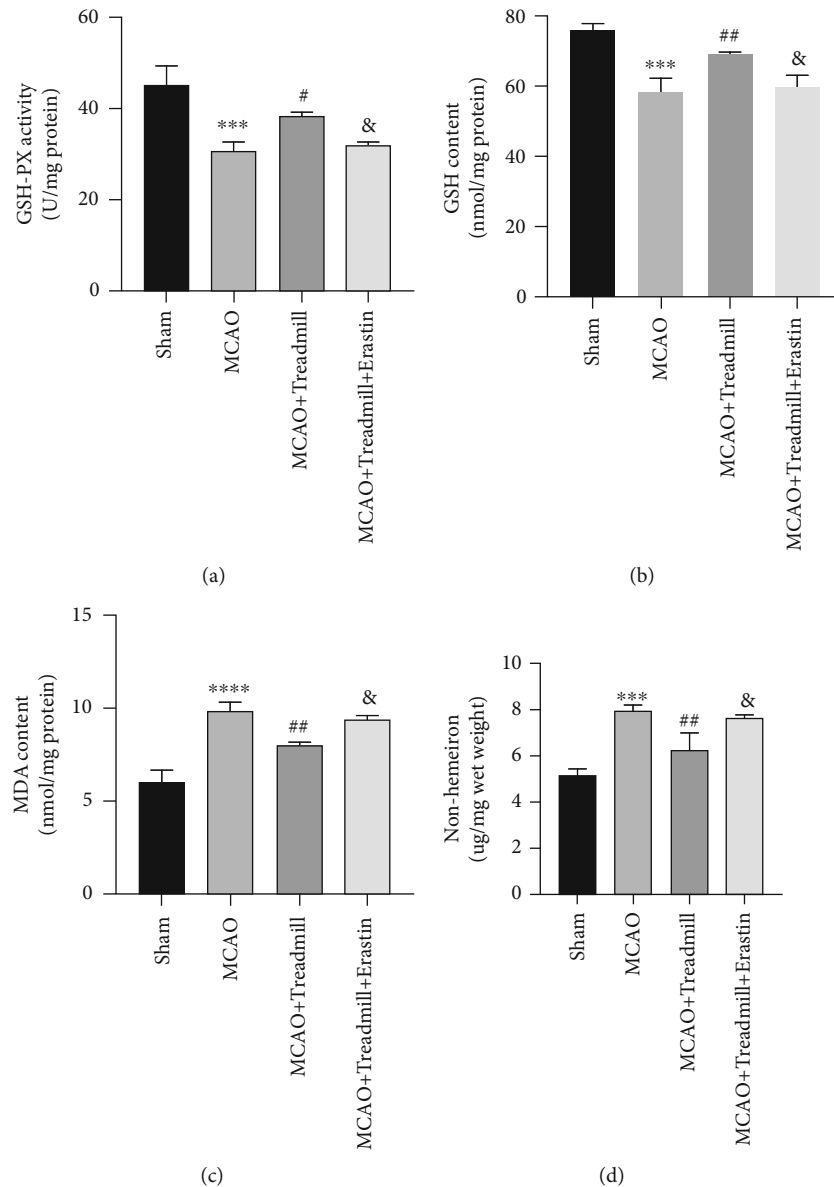 GSH-PX activity
(U/mg protein)
60
40
20
0
***
#
&
Sham
MCAO
MCAO+Treadmill
MCAO+Treadmill+Erastin
(a)
GSH content
(nmol/mg protein)
80
60
40
20
0
***
##
&
Sham
MCAO
MCAO+Treadmill
MCAO+Treadmill+Erastin
(b)
MDA content
(nmol/mg protein)
15
10
5
0
****
##
&
Sham
MCAO
MCAO+Treadmill
MCAO+Treadmill+Erastin
(c)
Non-hemeiron
(ug/mg wet weight)
10
8
6
4
2
0
***
##
&
Sham
MCAO
MCAO+Treadmill
MCAO+Treadmill+Erastin
(d)